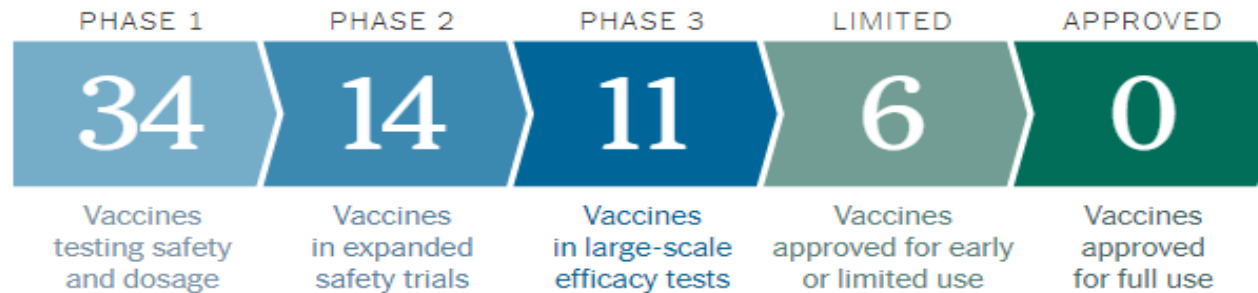 PHASE 1 PHASE 2 PHASE 3 LIMITED APPROVED
34 14 11 6 0
Vaccines Vaccines Vaccines Vaccines Vaccines
testing safety in expanded in large-scale approved for early approved
and dosage safety trials efficacy tests or limited use for full use